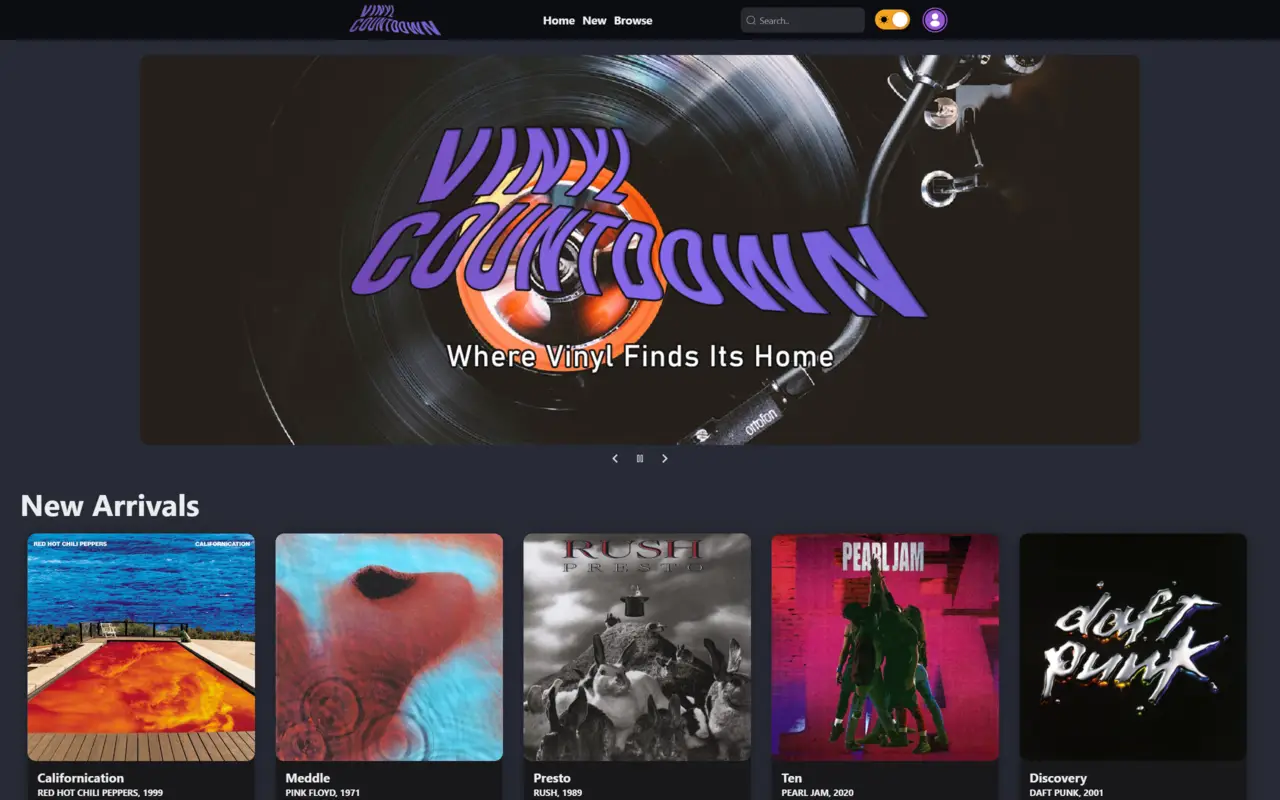 VINYL
COUNTDOWN
Home New Browse
Search..
VINYL
COUNTDOWN
Where Vinyl Finds Its Home
ortofon
New Arrivals
RED HOT CHILI PEPPERS CALIFORNICATION
RUSH
PRESTO
PEARL JAM
daft
punk
Californication
RED HOT CHILI PEPPERS, 1999
Meddle
PINK FLOYD, 1971
Presto
RUSH, 1989
Ten
PEARL JAM, 2020
Discovery
DAFT PUNK, 2001